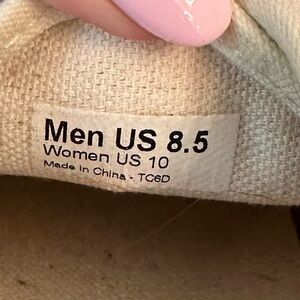 Men US 8.5
Women US 10
Made in China - TC6D